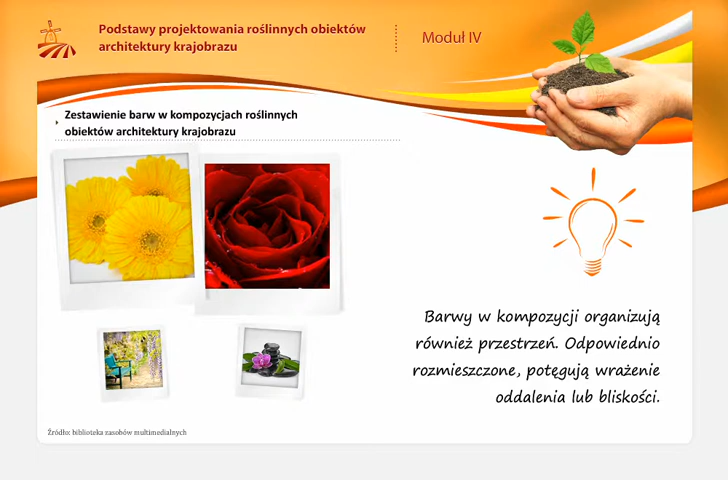 Podstawy projektowania roślinnych obiektów
architektury krajobrazu
Moduł IV
Zestawienie barw w kompozycjach roślinnych
obiektów architektury krajobrazu
Barwy w kompozycji organizują
również przestrzeń. Odpowiednio
rozmieszczone, potęgują wrażenie
oddalenia lub bliskości.
Źródło: biblioteka zasobów multimedialnych